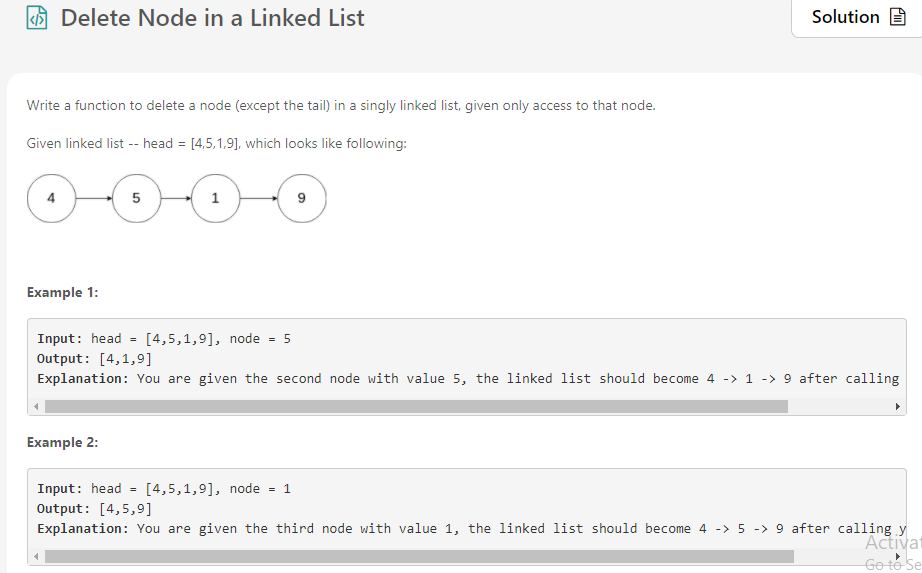 Delete Node in a Linked List
Solution
Write a function to delete a node (except the tail) in a singly linked list, given only access to that node.
Given linked list -- head = [4,5,1,9], which looks like following:
4 5 1 9
Example 1:
Input: head = [4,5,1,9], node = 5
Output: [4,1,9]
Explanation: You are given the second node with value 5, the linked list should become 4 -> 1 -> 9 after calling
Example 2:
Input: head = [4,5,1,9], node = 1
Output: [4,5,9]
Explanation: You are given the third node with value 1, the linked list should become 4 -> 5 -> 9 after calling y
Activat
Go to Se